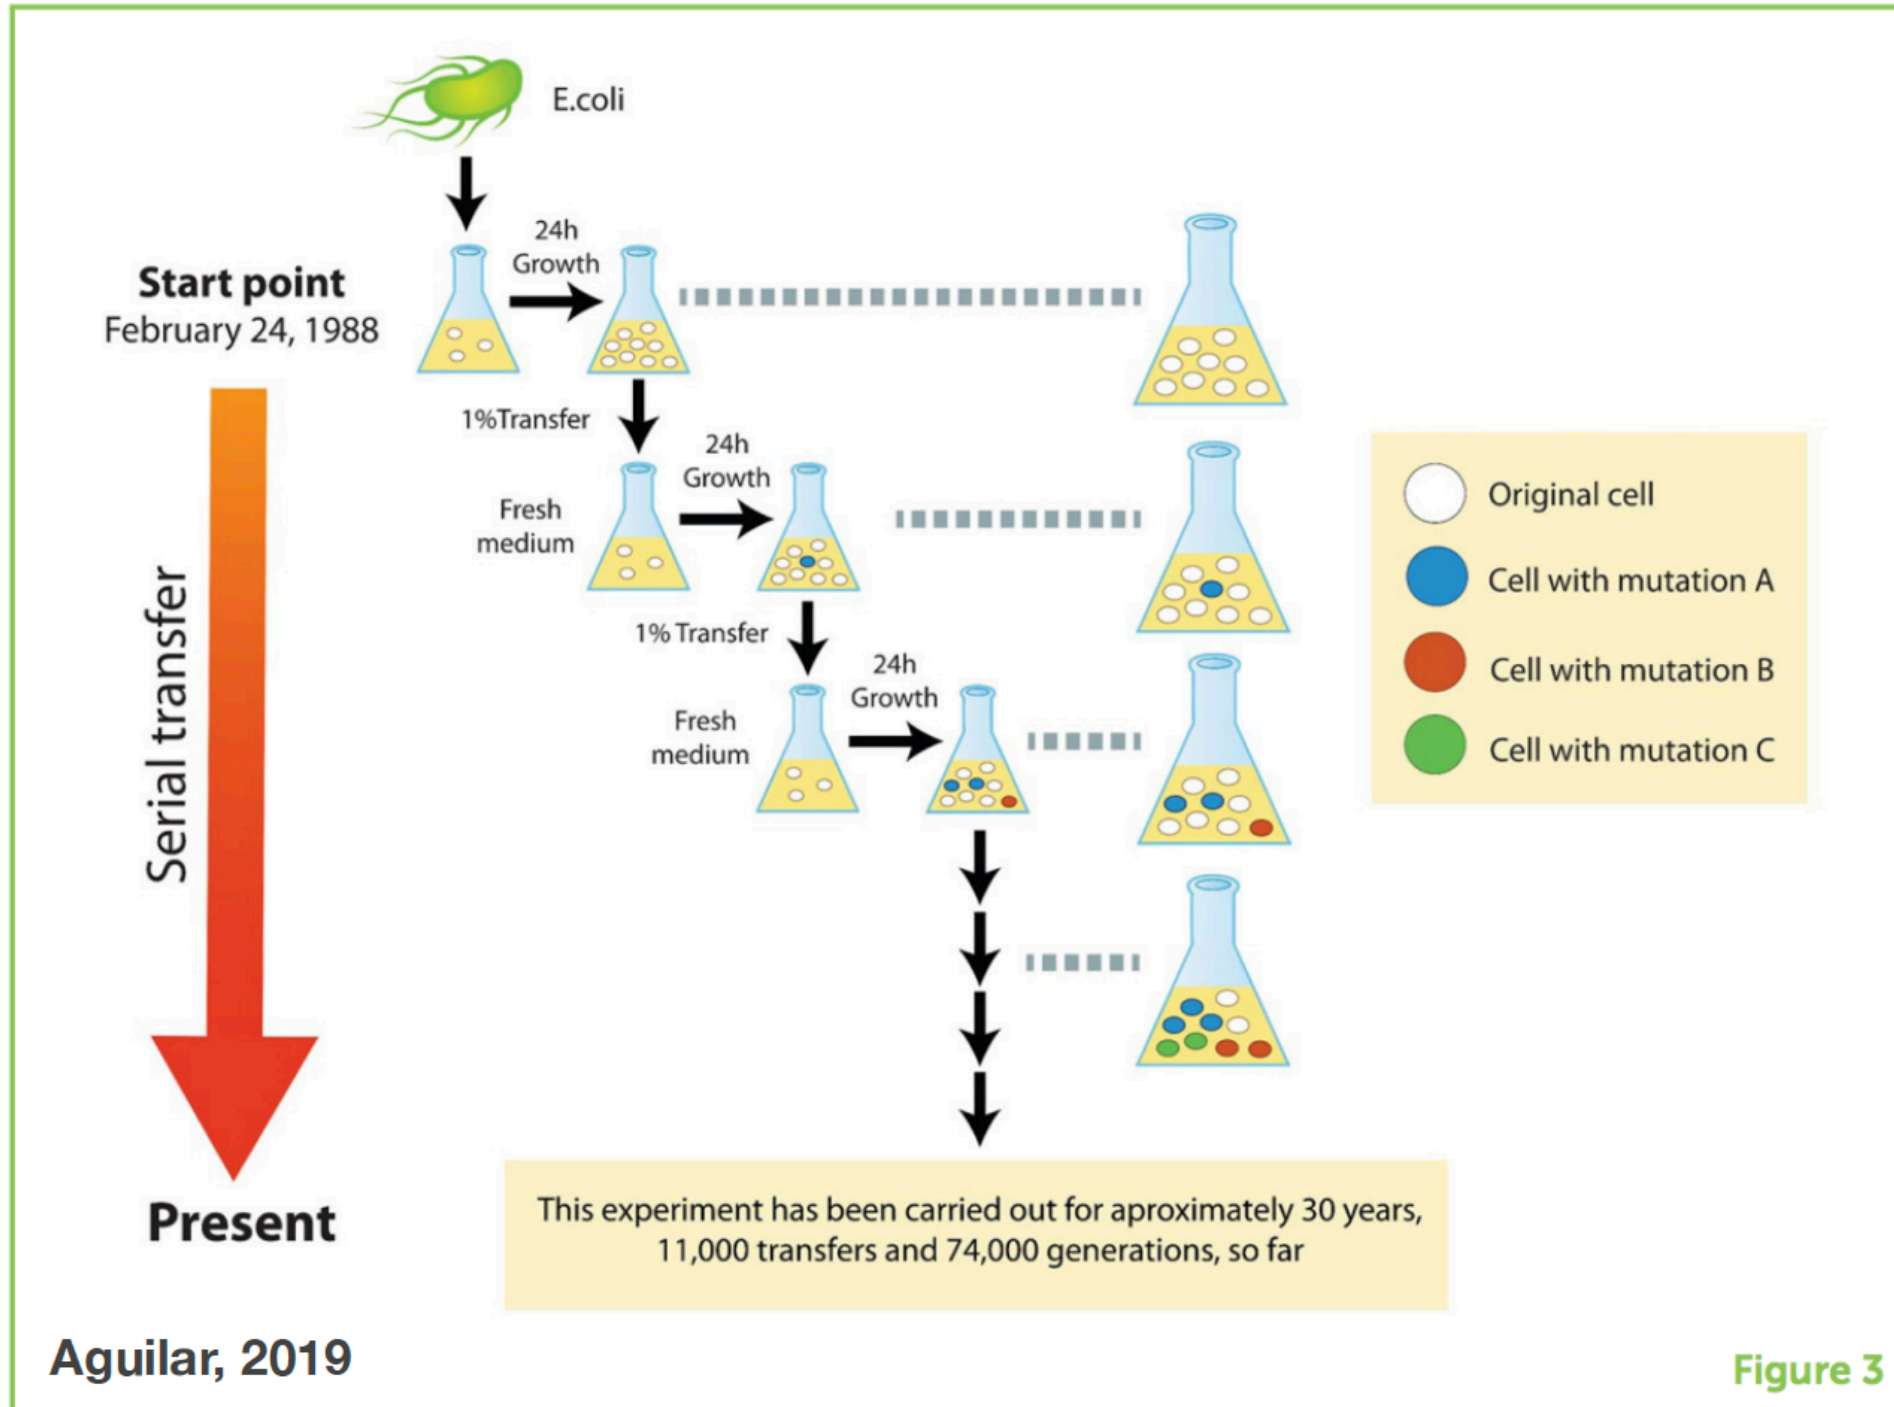 E.coli
24h
Growth
Start point
February 24, 1988
1%Transfer
24h
Growth
Fresh
medium
Original cell
Cell with mutation A
Cell with mutation B
Cell with mutation C
1% Transfer
24h
Growth
Fresh
medium
Serial transfer
Present
This experiment has been carried out for aproximately 30 years,
11,000 transfers and 74,000 generations, so far
Aguilar, 2019
Figure 3